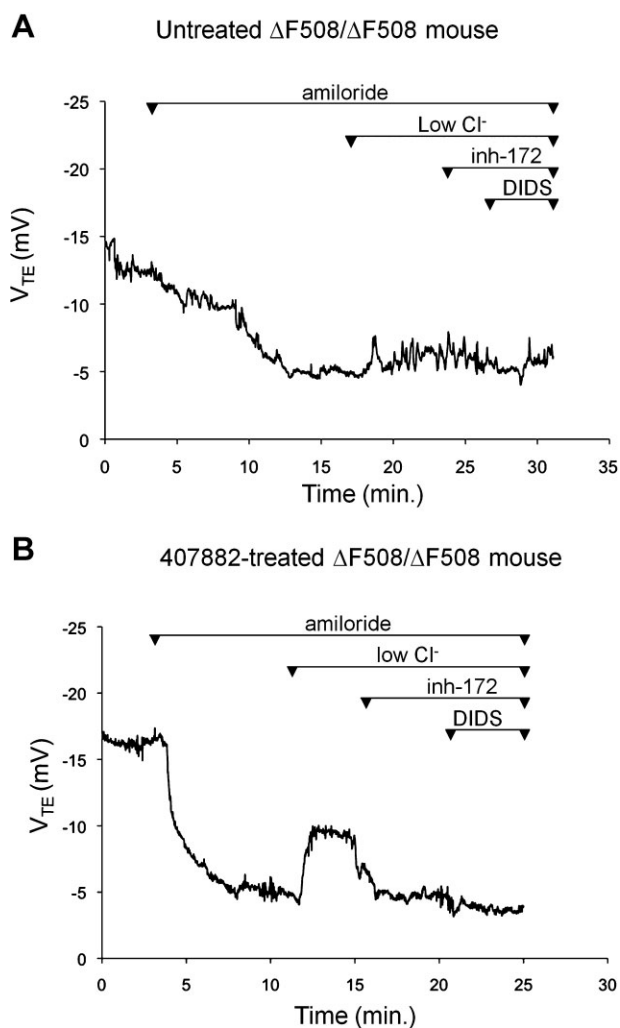 A
Untreated ΔF508/ΔF508 mouse
-25
-20
-15
-10
-5
0
V_TE (mV)
amiloride
Low Cl⁻
inh-172
DIDS
0 5 10 15 20 25 30 35
Time (min.)
B
407882-treated ΔF508/ΔF508 mouse
-25
-20
-15
-10
-5
0
V_TE (mV)
amiloride
low Cl⁻
inh-172
DIDS
0 5 10 15 20 25 30
Time (min.)